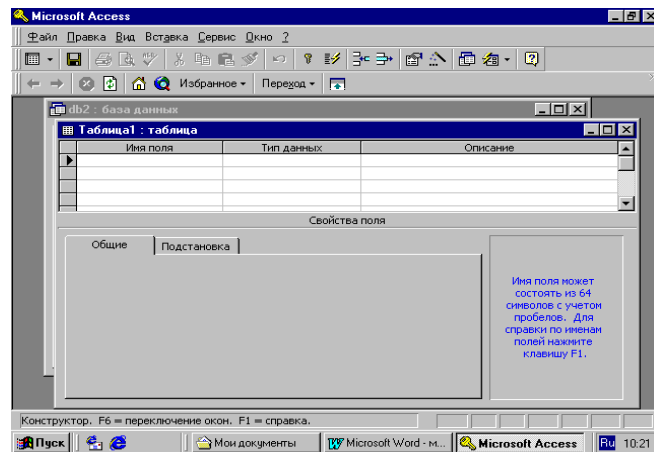 Microsoft Access
Файл Правка Вид Вставка Сервис Окно ?
Избранное Переход
db2 : база данных
Таблица1 : таблица
Имя поля Тип данных Описание
Свойства поля
Общие Подстановка
Имя поля может
состоять из 64
символов с учетом
пробелов. Для
справки по именам
полей нажмите
клавишу F1.
Конструктор. F6 = переключение окон. F1 = справка.
Пуск Мои документы Microsoft Word - м... Microsoft Access Ru 10:21